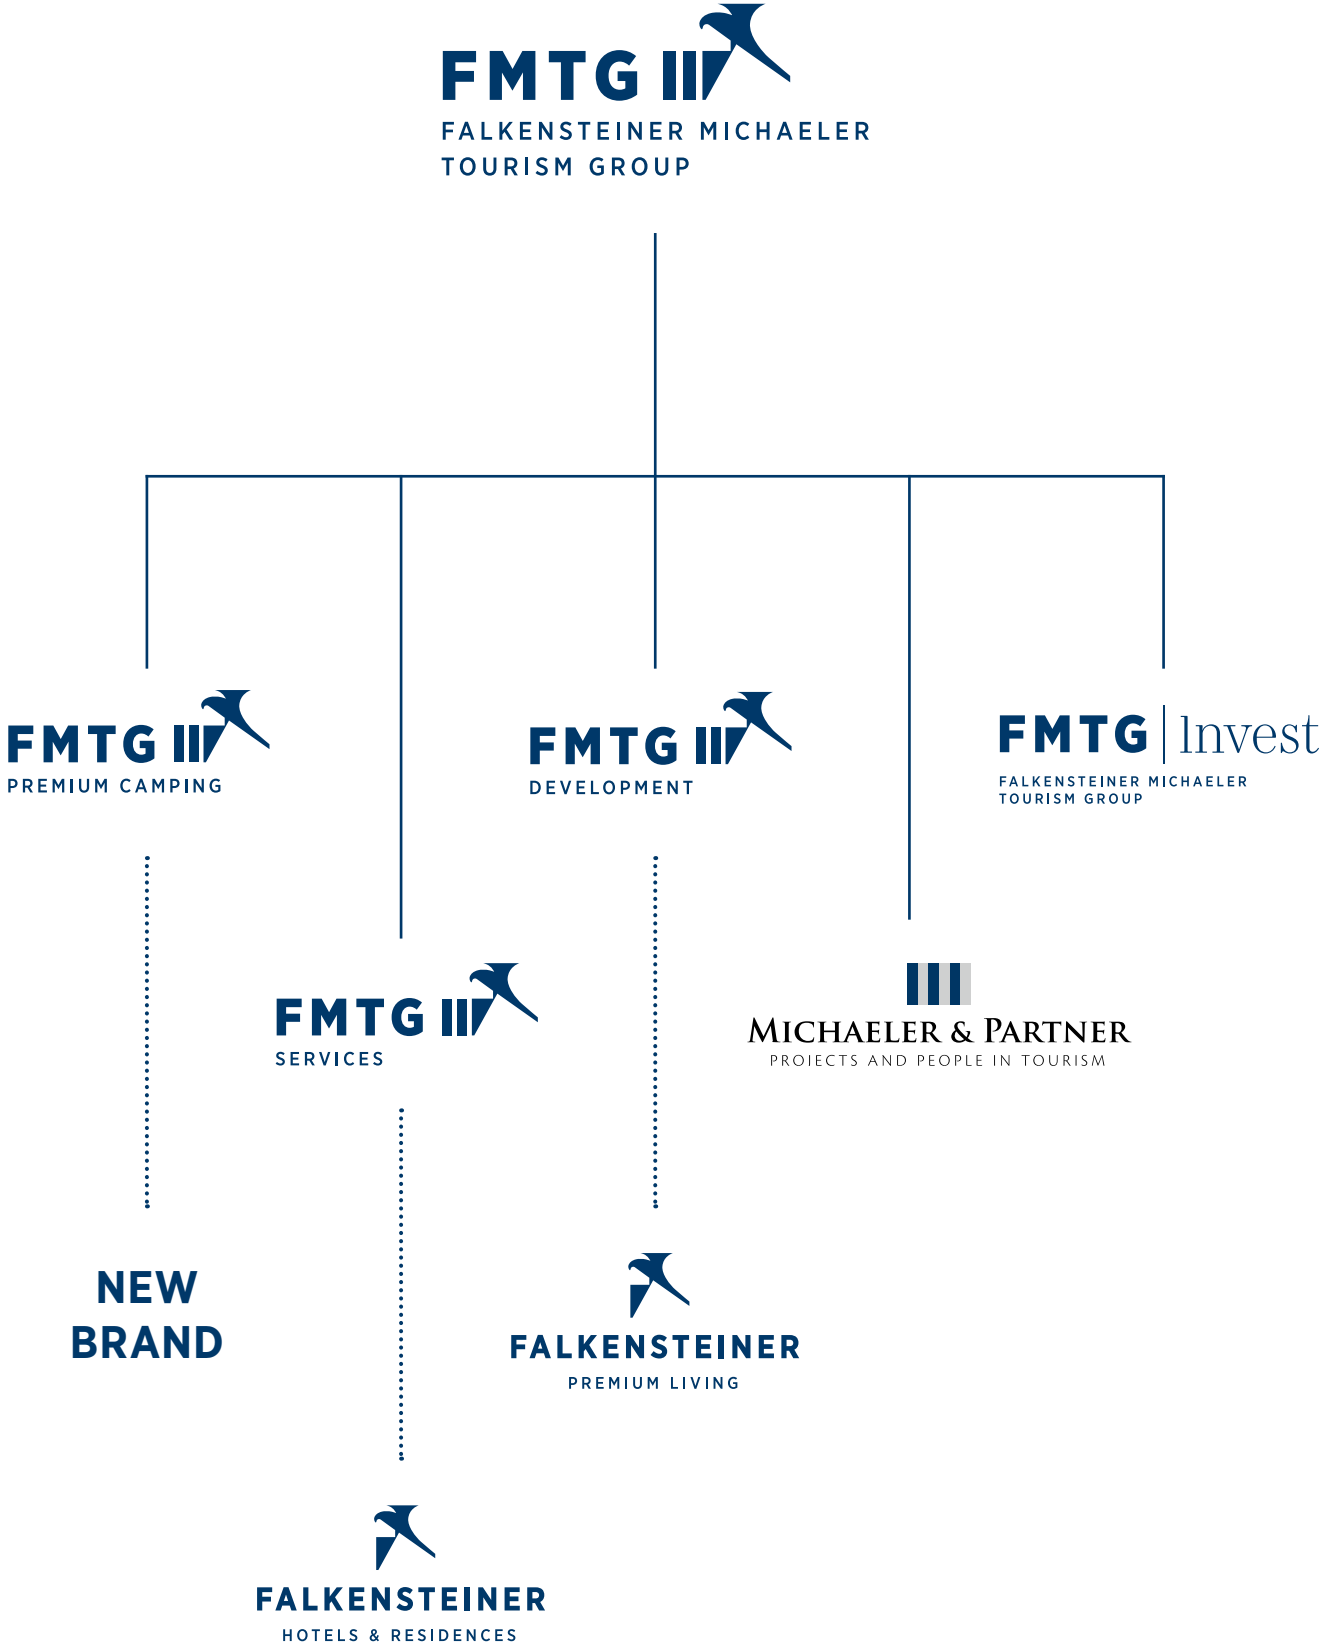 FMTG
FALKENSTEINER MICHAELER
TOURISM GROUP
FMTG
PREMIUM CAMPING
FMTG
DEVELOPMENT
FMTG Invest
FALKENSTEINER MICHAELER
TOURISM GROUP
FMTG
SERVICES
MICHAELER & PARTNER
PROJECTS AND PEOPLE IN TOURISM
NEW
BRAND
FALKENSTEINER
PREMIUM LIVING
FALKENSTEINER
HOTELS & RESIDENCES